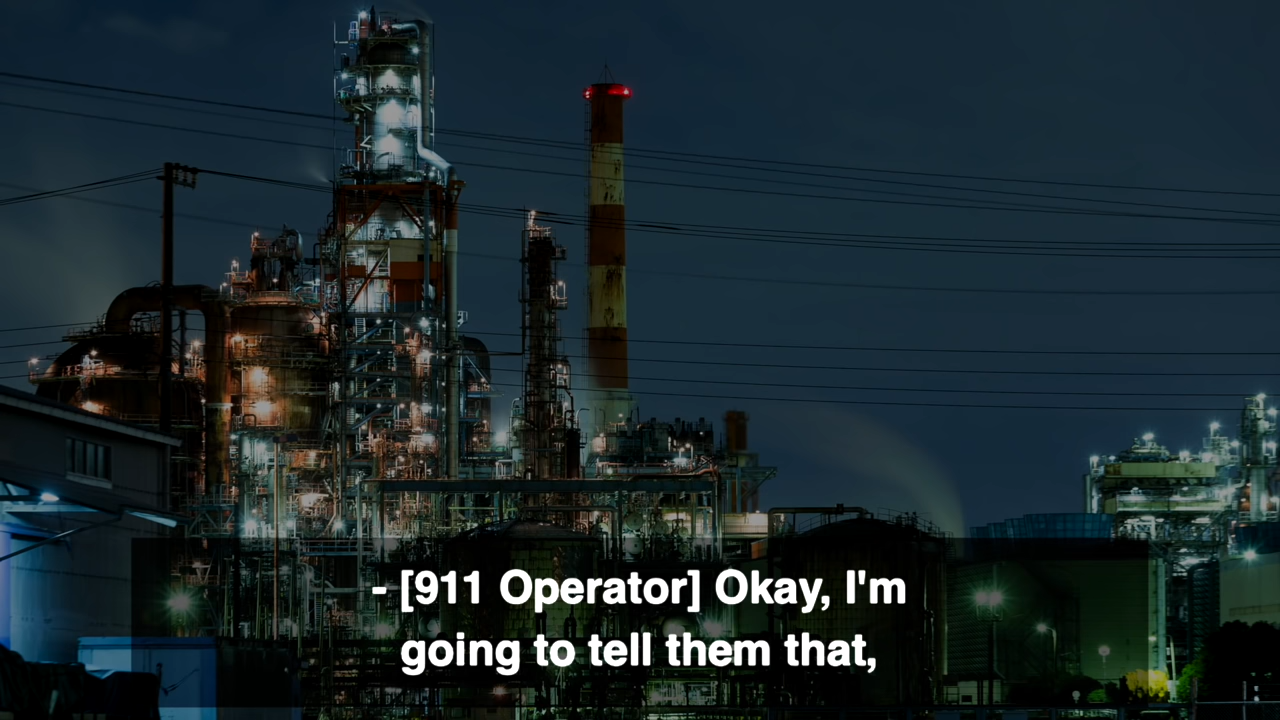 - [911 Operator] Okay, I'm
going to tell them that,